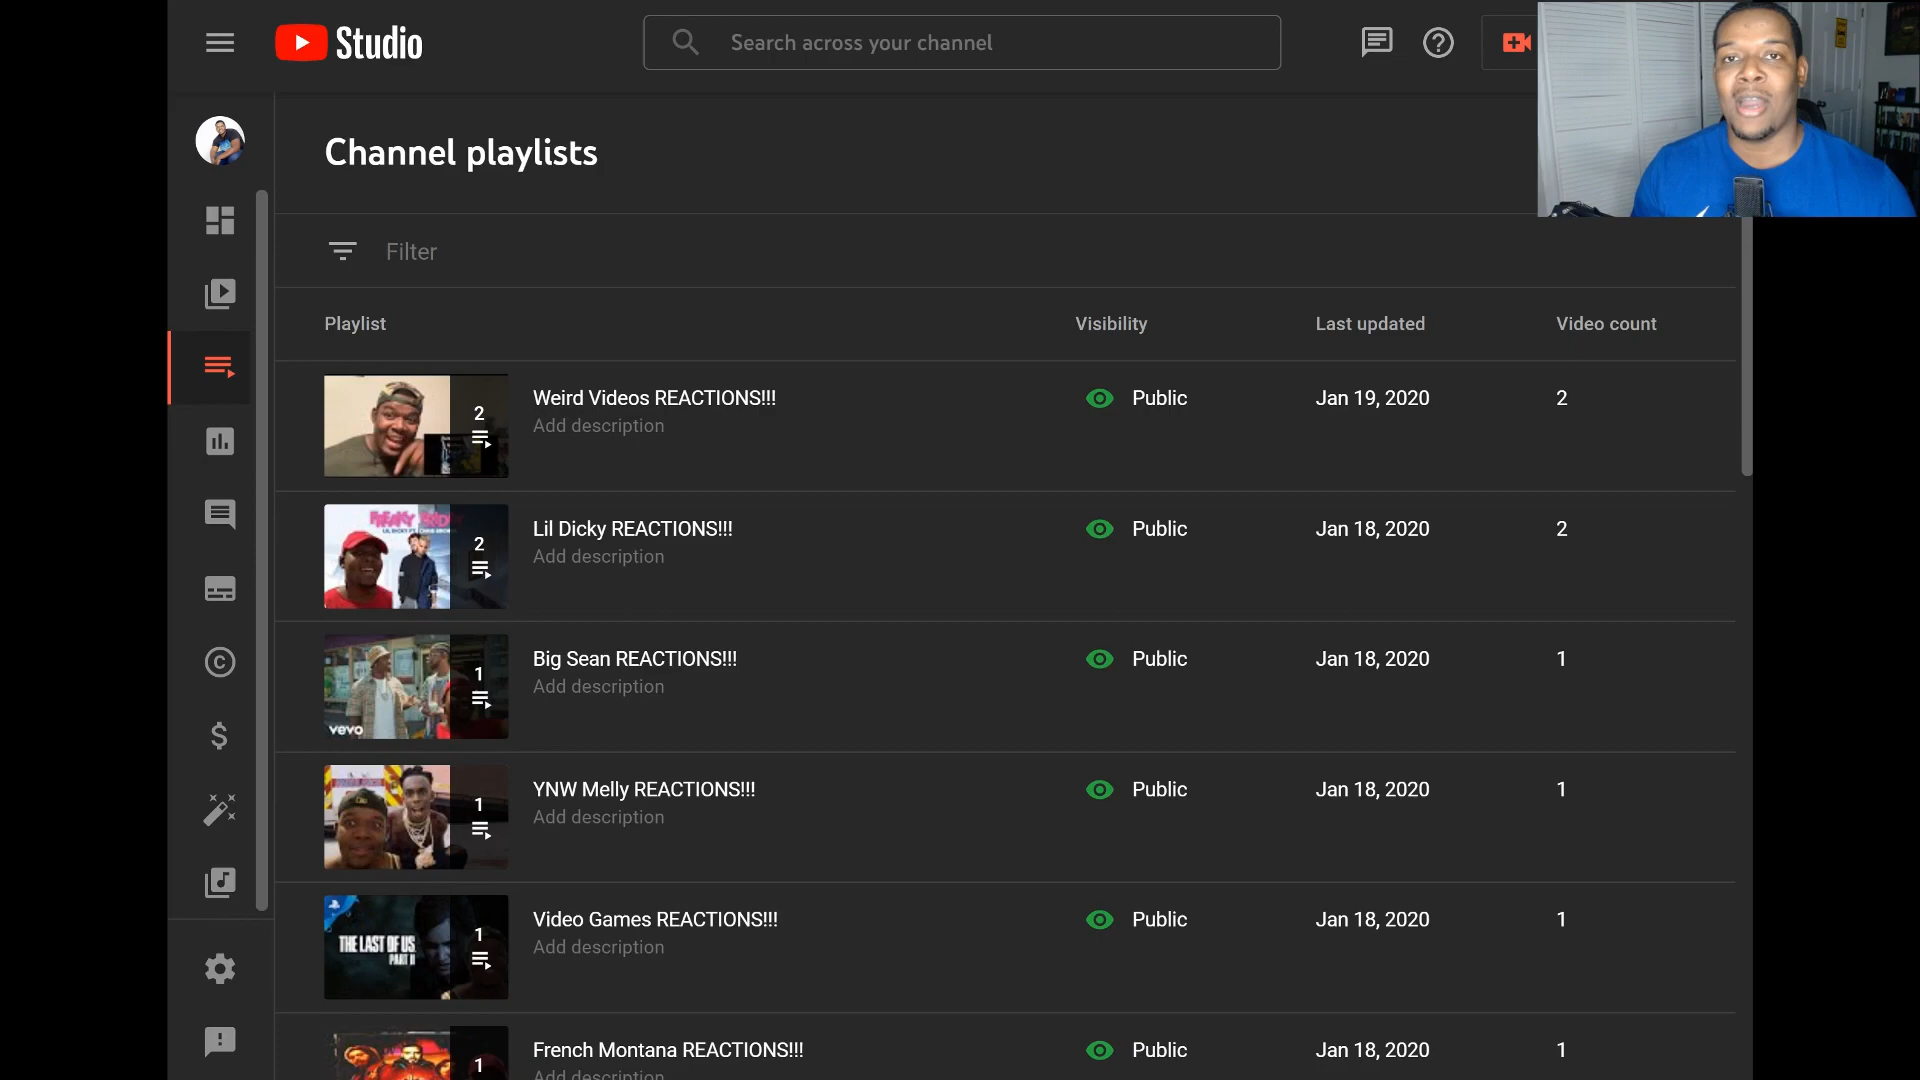 Studio
Search across your channel
Channel playlists
Filter
Playlist Visibility Last updated Video count
2
Weird Videos REACTIONS!!! Public Jan 19, 2020 2
Add description
FREAKY
2
Lil Dicky REACTIONS!!! Public Jan 18, 2020 2
Add description
1
vevo
Big Sean REACTIONS!!! Public Jan 18, 2020 1
Add description
1
YNW Melly REACTIONS!!! Public Jan 18, 2020 1
Add description
THE LAST OF US
PART II
1
Video Games REACTIONS!!! Public Jan 18, 2020 1
Add description
1
French Montana REACTIONS!!! Public Jan 18, 2020 1
Add description